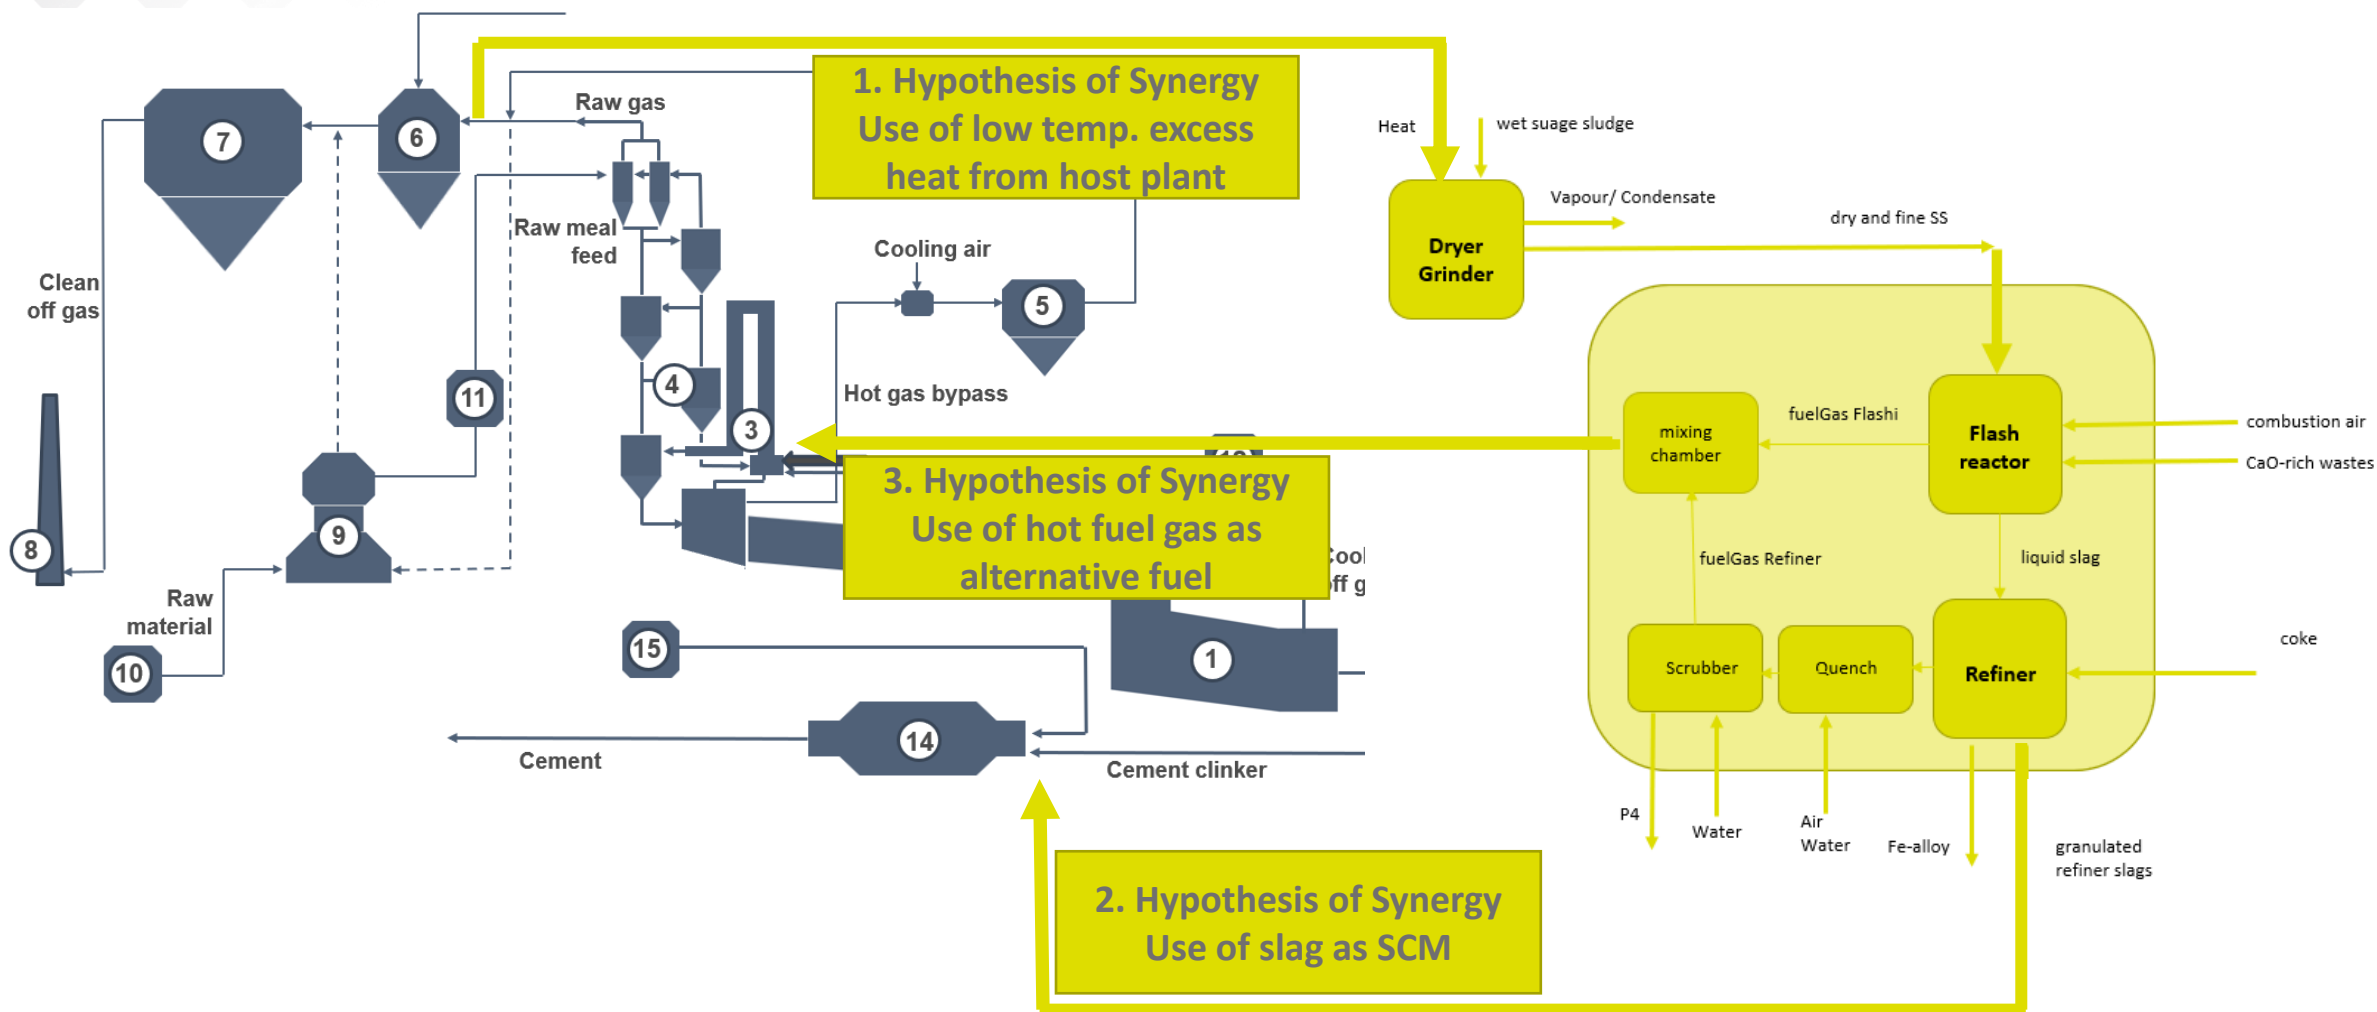 1. Hypothesis of Synergy
Use of low temp. excess
heat from host plant
Raw gas
7
6
Raw meal
feed
Cooling air
5
Clean
off gas
4
Hot gas bypass
3
11
3. Hypothesis of Synergy
Use of hot fuel gas as
alternative fuel
8
9
Raw
material
10
15
1
14
Cement
Cement clinker
2. Hypothesis of Synergy
Use of slag as SCM
Heat
wet suage sludge
Vapour/ Condensate
dry and fine SS
Dryer
Grinder
mixing
chamber
fuelGas Flashi
Flash
reactor
combustion air
CaO-rich wastes
fuelGas Refiner
liquid slag
coke
Scrubber
Quench
Refiner
P4
Water
Air
Water
Fe-alloy
granulated
refiner slags